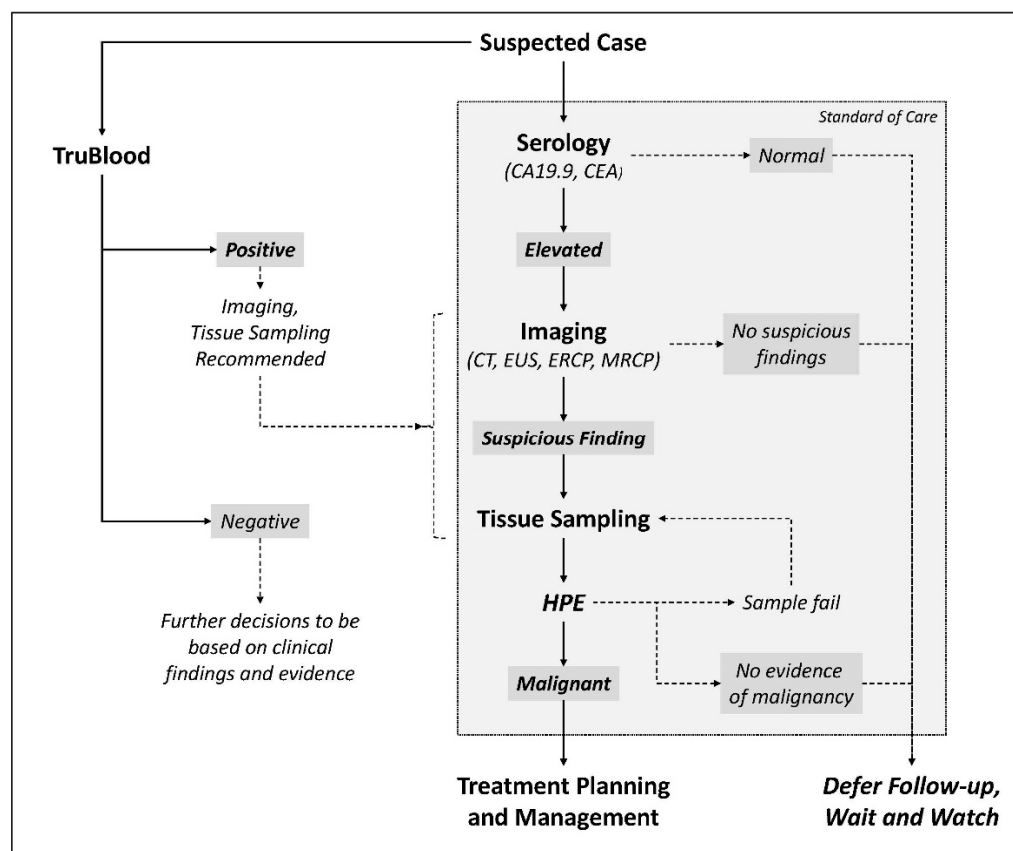 Suspected Case
Standard of Care
TruBlood
Serology
(CA19.9, CEA)
Normal
Positive
Elevated
Imaging,
Tissue Sampling
Recommended
Imaging
(CT, EUS, ERCP, MRCP)
No suspicious
findings
Suspicious Finding
Negative
Tissue Sampling
HPE
Sample fail
Further decisions to be
based on clinical
findings and evidence
Malignant
No evidence
of malignancy
Treatment Planning
and Management
Defer Follow-up,
Wait and Watch